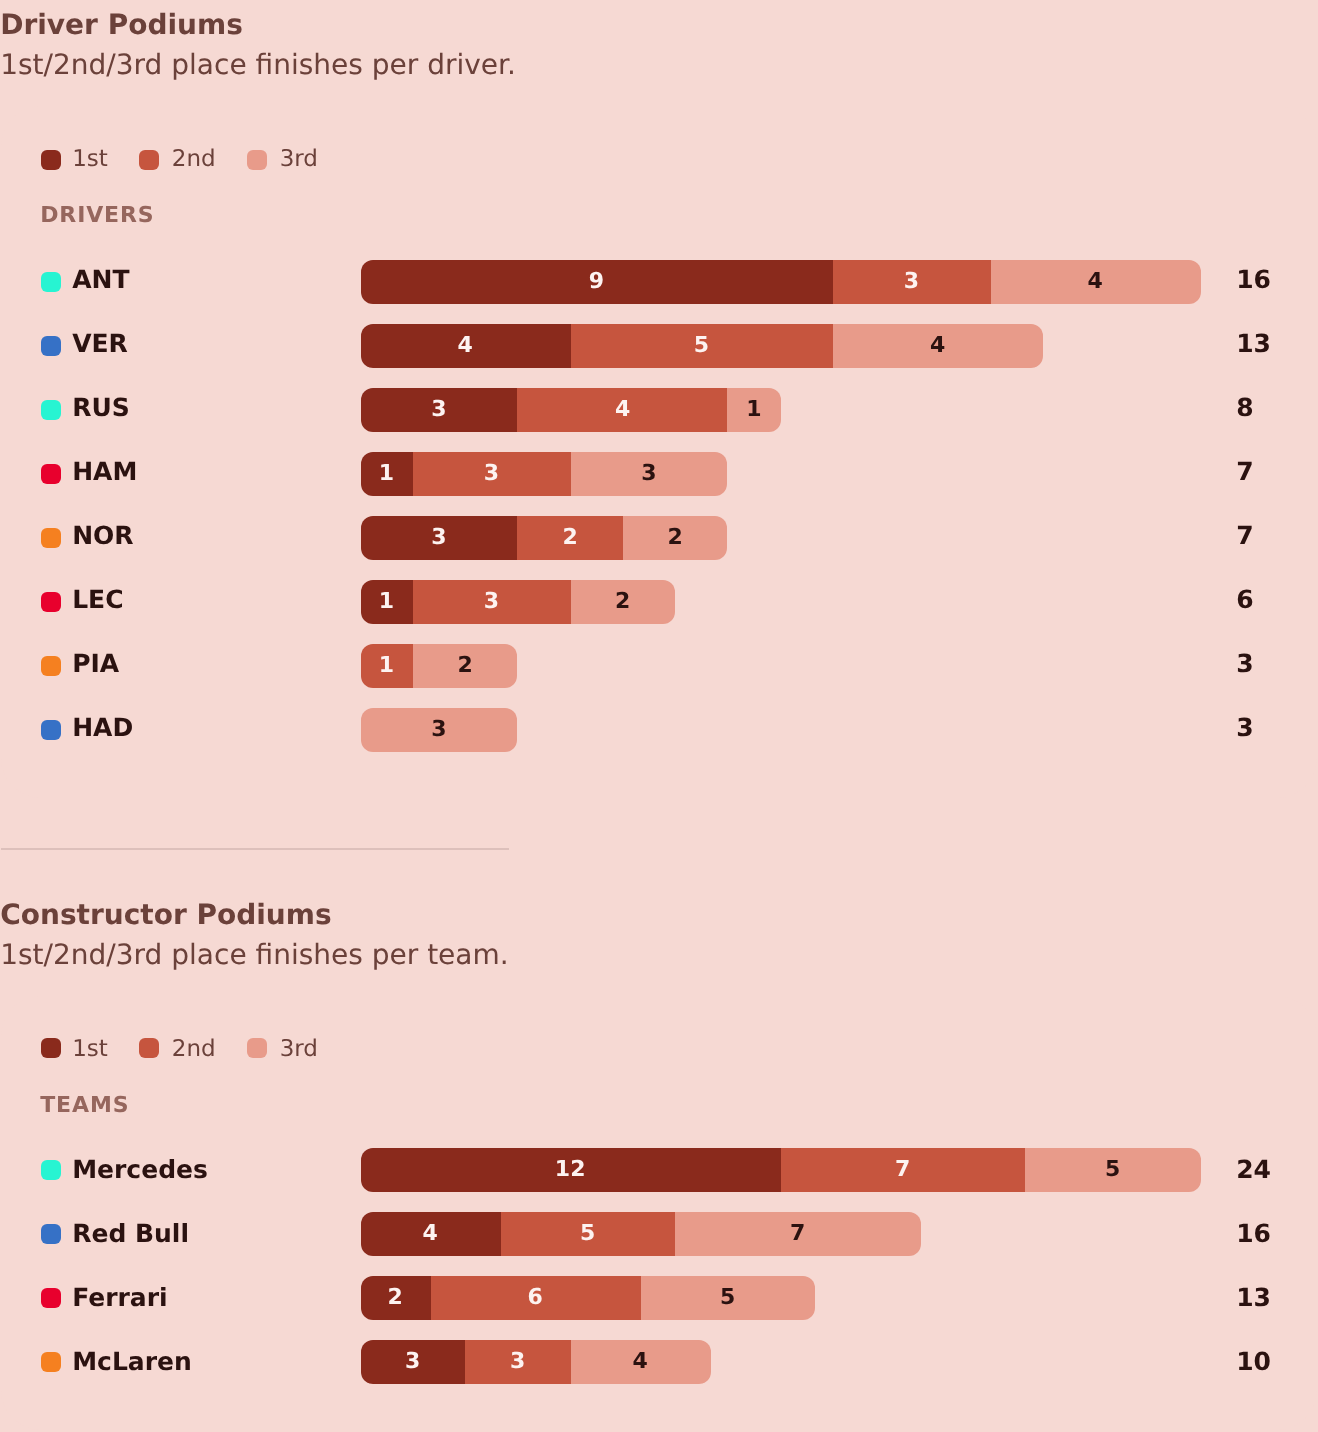 Driver Podiums
1st/2nd/3rd place finishes per driver.
1st 2nd 3rd
DRIVERS
ANT 9 3 4 16
VER 4 5 4 13
RUS 3 4 1 8
HAM 1 3 3 7
NOR 3 2 2 7
LEC 1 3 2 6
PIA 1 2 3
HAD 3 3
Constructor Podiums
1st/2nd/3rd place finishes per team.
1st 2nd 3rd
TEAMS
Mercedes 12 7 5 24
Red Bull 4 5 7 16
Ferrari 2 6 5 13
McLaren 3 3 4 10